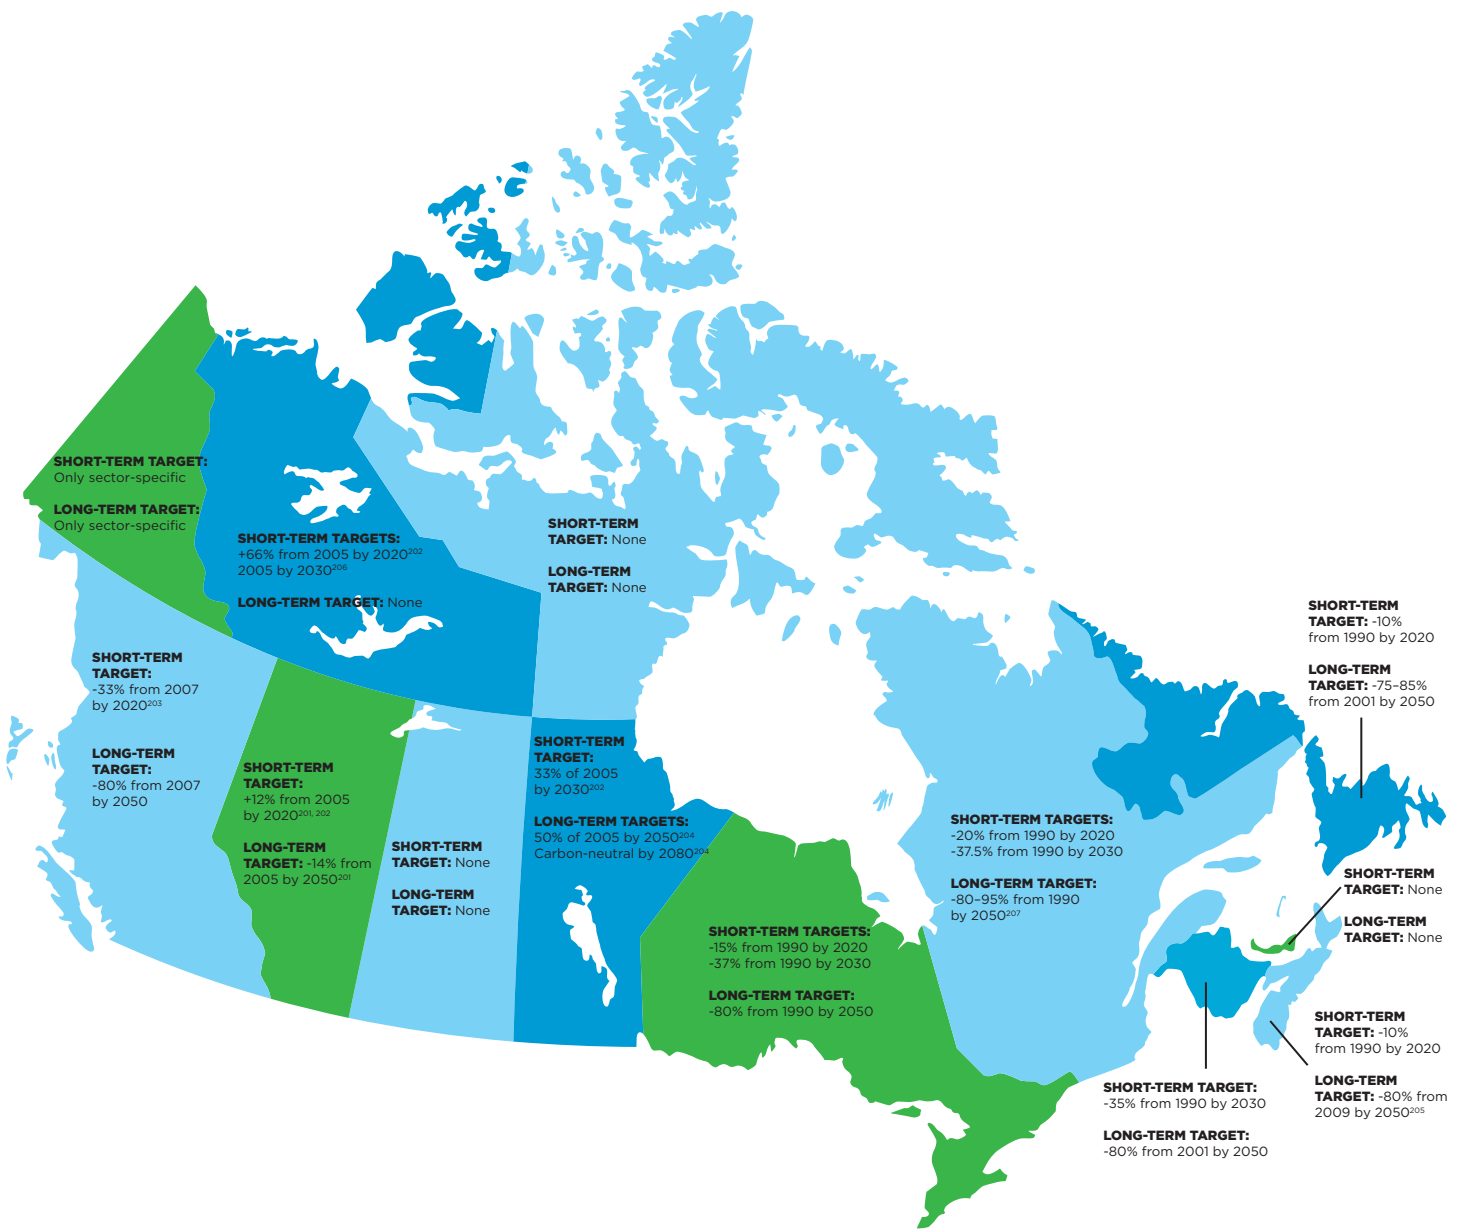 SHORT-TERM TARGET:
Only sector-specific
LONG-TERM TARGET:
Only sector-specific
SHORT-TERM TARGETS:
+66% from 2005 by 2020²⁰²
2005 by 2030²⁰⁶
LONG-TERM TARGET: None
SHORT-TERM
TARGET: None
LONG-TERM
TARGET: None
SHORT-TERM
TARGET:
-33% from 2007
by 2020²⁰³
LONG-TERM
TARGET:
-80% from 2007
by 2050
SHORT-TERM
TARGET:
+12% from 2005
by 2020²⁰¹, ²⁰²
LONG-TERM
TARGET: -14% from
2005 by 2050²⁰¹
SHORT-TERM
TARGET: None
LONG-TERM
TARGET: None
SHORT-TERM
TARGET:
33% of 2005
by 2030²⁰²
LONG-TERM TARGETS:
50% of 2005 by 2050²⁰⁴
Carbon-neutral by 2080²⁰⁴
SHORT-TERM TARGETS:
-15% from 1990 by 2020
-37% from 1990 by 2030
LONG-TERM TARGET:
-80% from 1990 by 2050
SHORT-TERM TARGETS:
-20% from 1990 by 2020
-37.5% from 1990 by 2030
LONG-TERM TARGET:
-80–95% from 1990
by 2050²⁰⁷
SHORT-TERM
TARGET: -10%
from 1990 by 2020
LONG-TERM
TARGET: -75–85%
from 2001 by 2050
SHORT-TERM
TARGET: None
LONG-TERM
TARGET: None
SHORT-TERM
TARGET: -10%
from 1990 by 2020
LONG-TERM
TARGET: -80% from
2009 by 2050²⁰⁵
SHORT-TERM TARGET:
-35% from 1990 by 2030
LONG-TERM TARGET:
-80% from 2001 by 2050